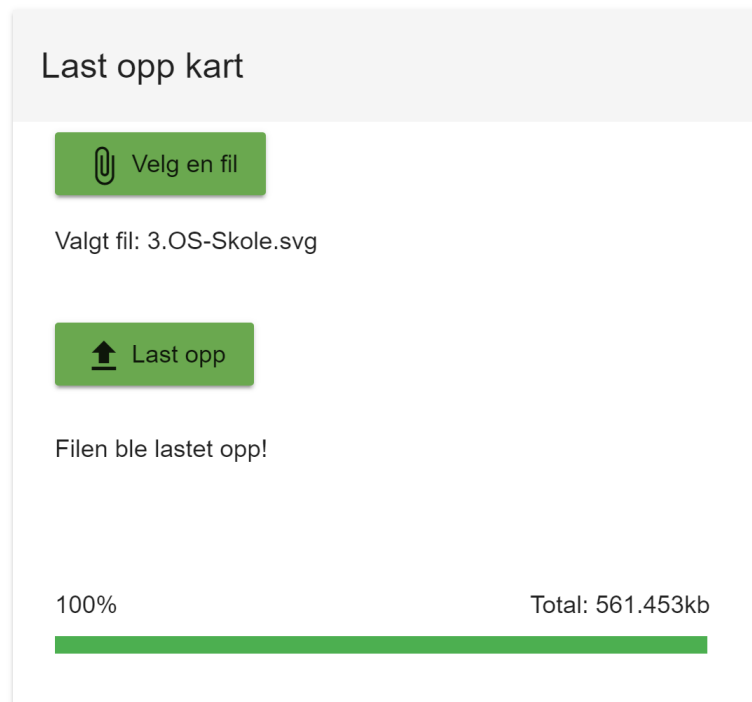 Last opp kart
Velg en fil
Valgt fil: 3.OS-Skole.svg
Last opp
Filen ble lastet opp!
100% Total: 561.453kb